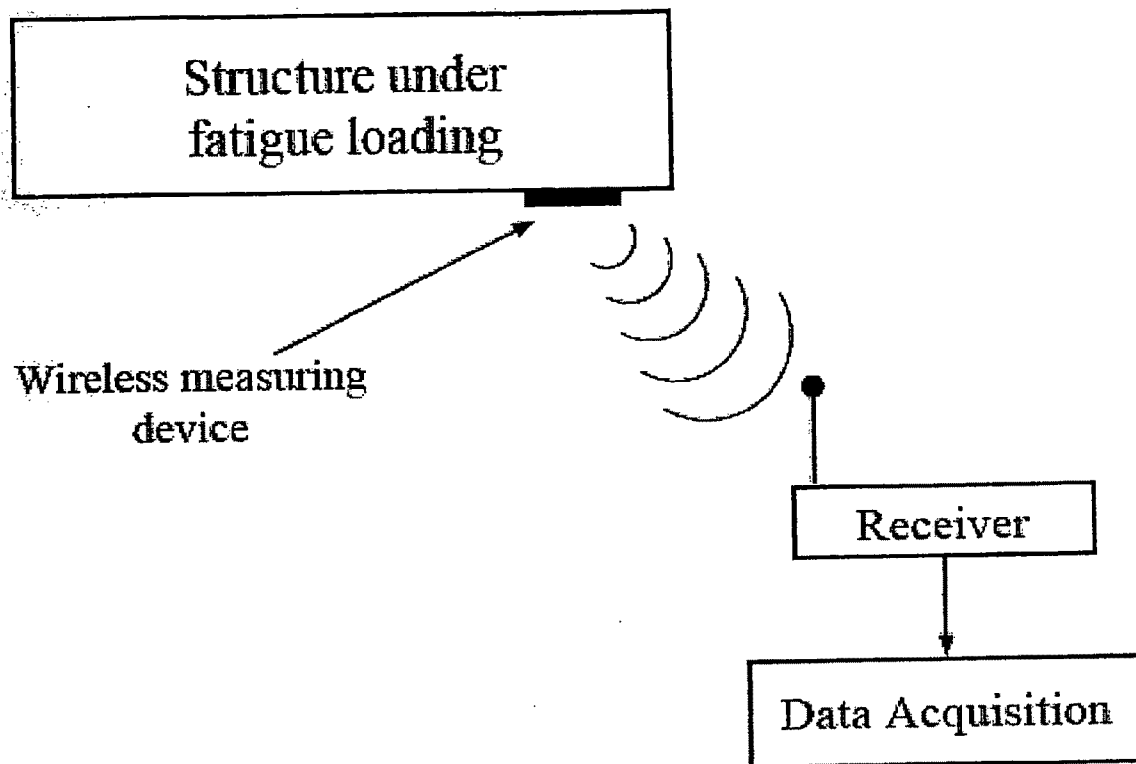 Structure under
fatigue loading
Wireless measuring
device
Receiver
Data Acquisition